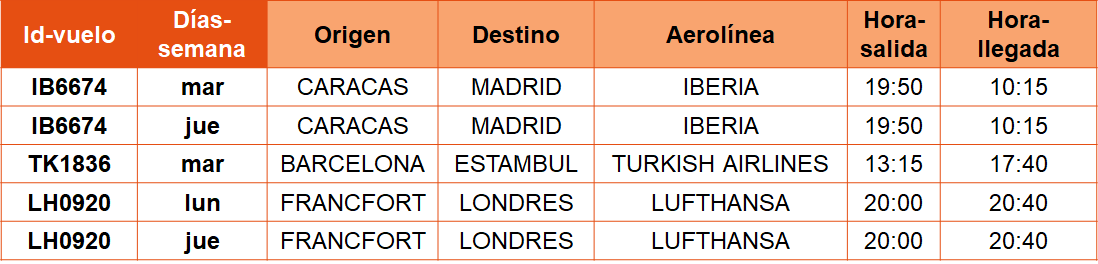 Id-vuelo Días-semana Origen Destino Aerolínea Hora-salida Hora-llegada
IB6674 mar CARACAS MADRID IBERIA 19:50 10:15
IB6674 jue CARACAS MADRID IBERIA 19:50 10:15
TK1836 mar BARCELONA ESTAMBUL TURKISH AIRLINES 13:15 17:40
LH0920 lun FRANCFORT LONDRES LUFTHANSA 20:00 20:40
LH0920 jue FRANCFORT LONDRES LUFTHANSA 20:00 20:40